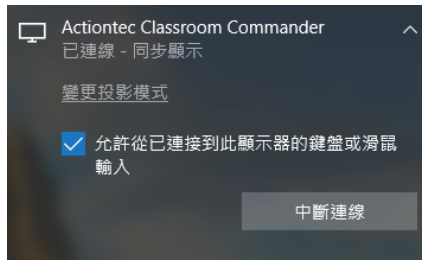 Actiontec Classroom Commander
已連線 - 同步顯示
變更投影模式
允許從已連接到此顯示器的鍵盤或滑鼠
輸入
中斷連線